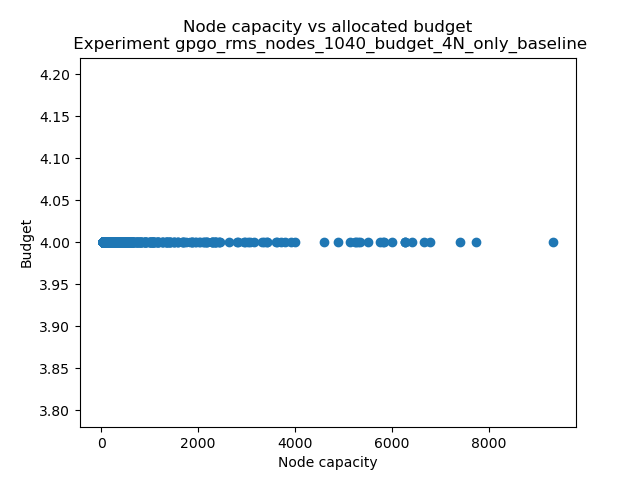 Node capacity vs allocated budget
Experiment gpgo_rms_nodes_1040_budget_4N_only_baseline
4.20
4.15
4.10
4.05
4.00
3.95
3.90
3.85
3.80
Budget
0 2000 4000 6000 8000
Node capacity